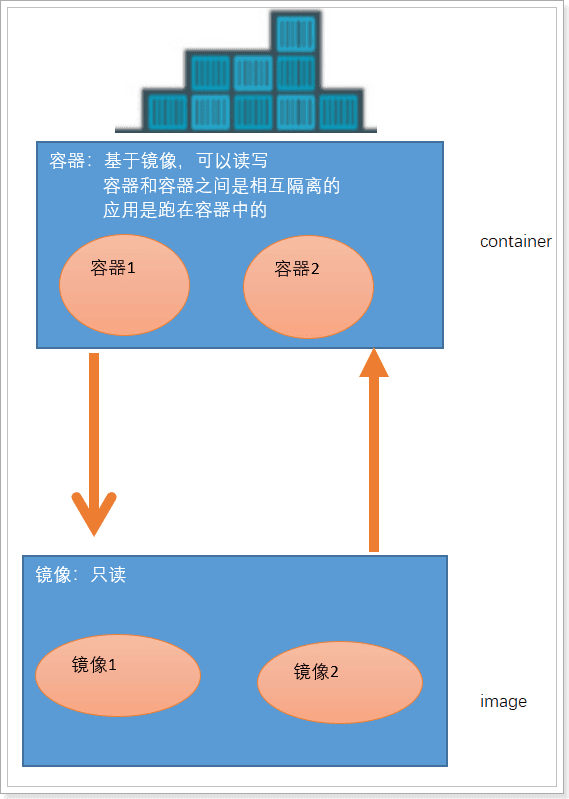 容器：基于镜像，可以读写
容器和容器之间是相互隔离的
应用是跑在容器中的
容器1
容器2
container
镜像：只读
镜像1
镜像2
image